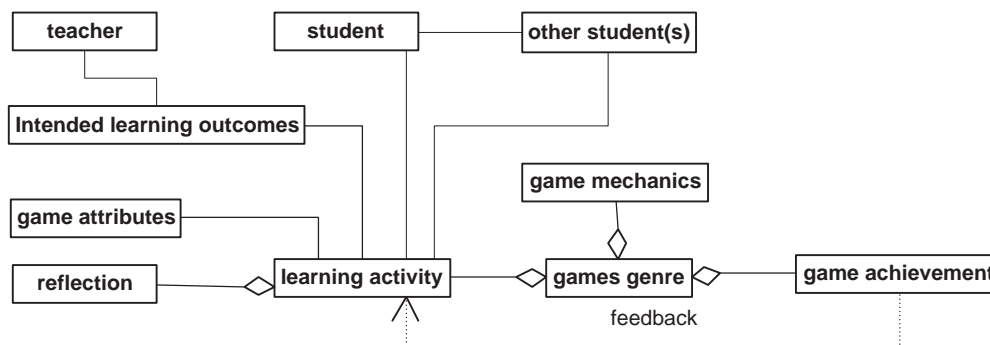 teacher
student
other student(s)
Intended learning outcomes
game mechanics
game attributes
reflection
learning activity
games genre
game achievement
feedback